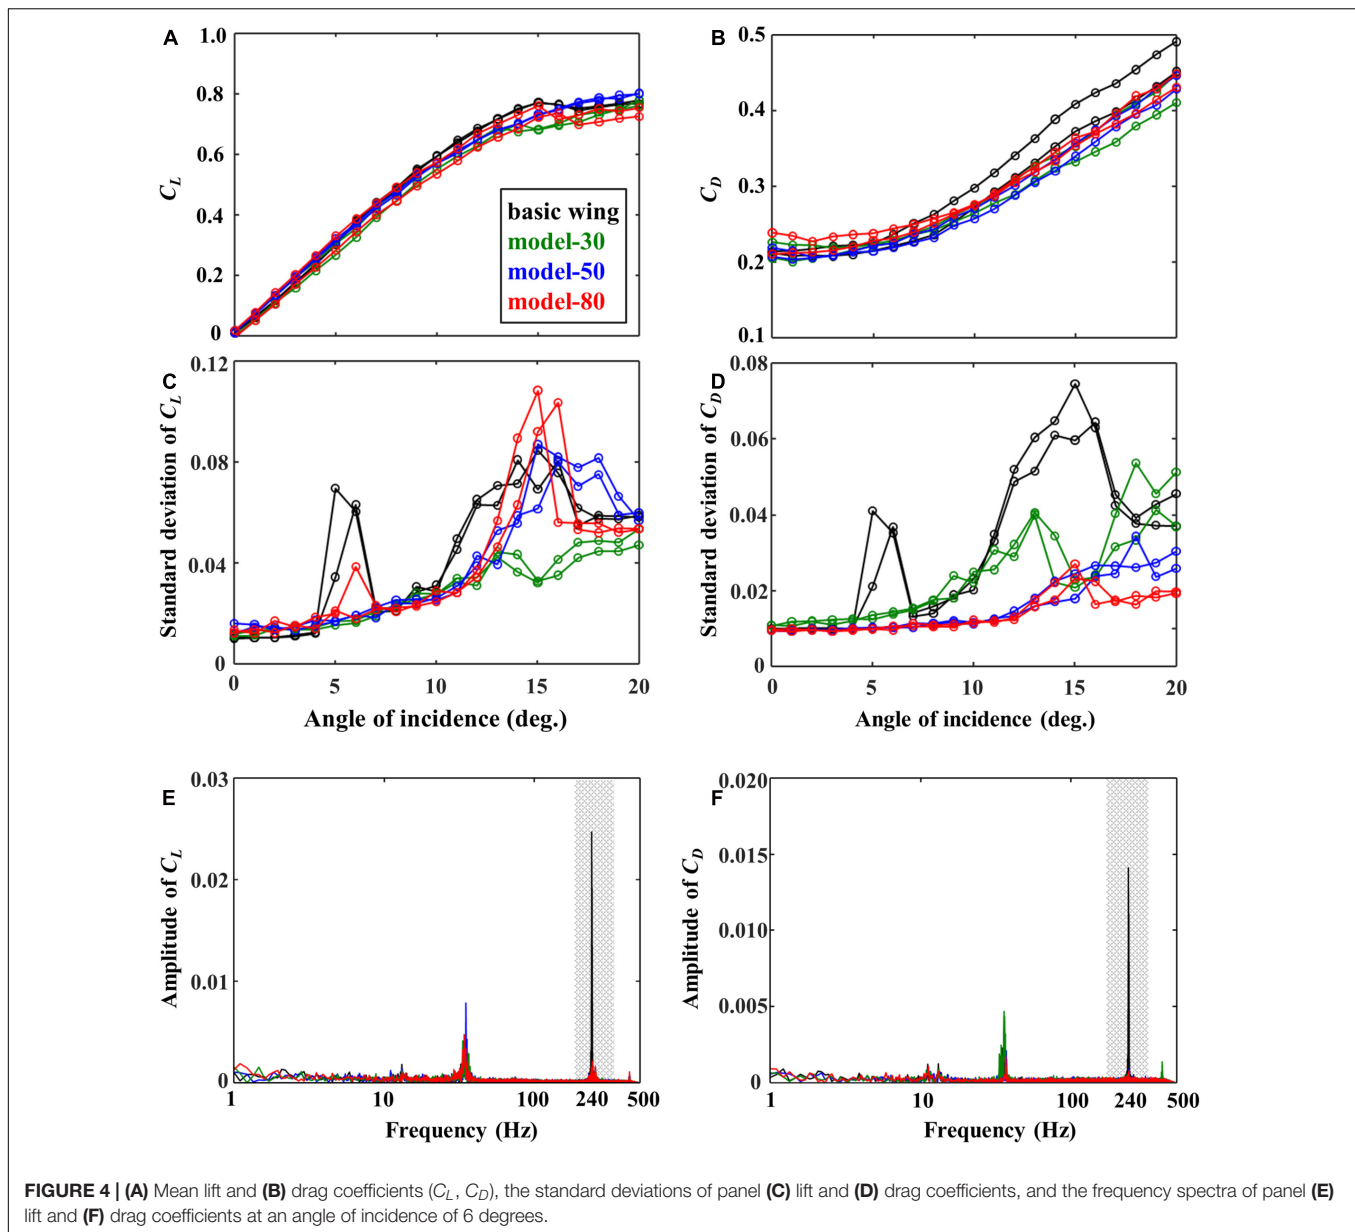 A
1.0
0.8
0.6
0.4
0.2
0
C_L
basic wing
model-30
model-50
model-80
B
0.5
0.4
0.3
0.2
0.1
C_D
C
0.12
0.08
0.04
0
Standard deviation of C_L
0 5 10 15 20
Angle of incidence (deg.)
D
0.08
0.06
0.04
0.02
0
Standard deviation of C_D
0 5 10 15 20
Angle of incidence (deg.)
E
0.03
0.02
0.01
0
Amplitude of C_L
1 10 100 240 500
Frequency (Hz)
F
0.020
0.015
0.010
0.005
0
Amplitude of C_D
1 10 100 240 500
Frequency (Hz)
FIGURE 4 | (A) Mean lift and (B) drag coefficients (C_L, C_D), the standard deviations of panel (C) lift and (D) drag coefficients, and the frequency spectra of panel (E)
lift and (F) drag coefficients at an angle of incidence of 6 degrees.